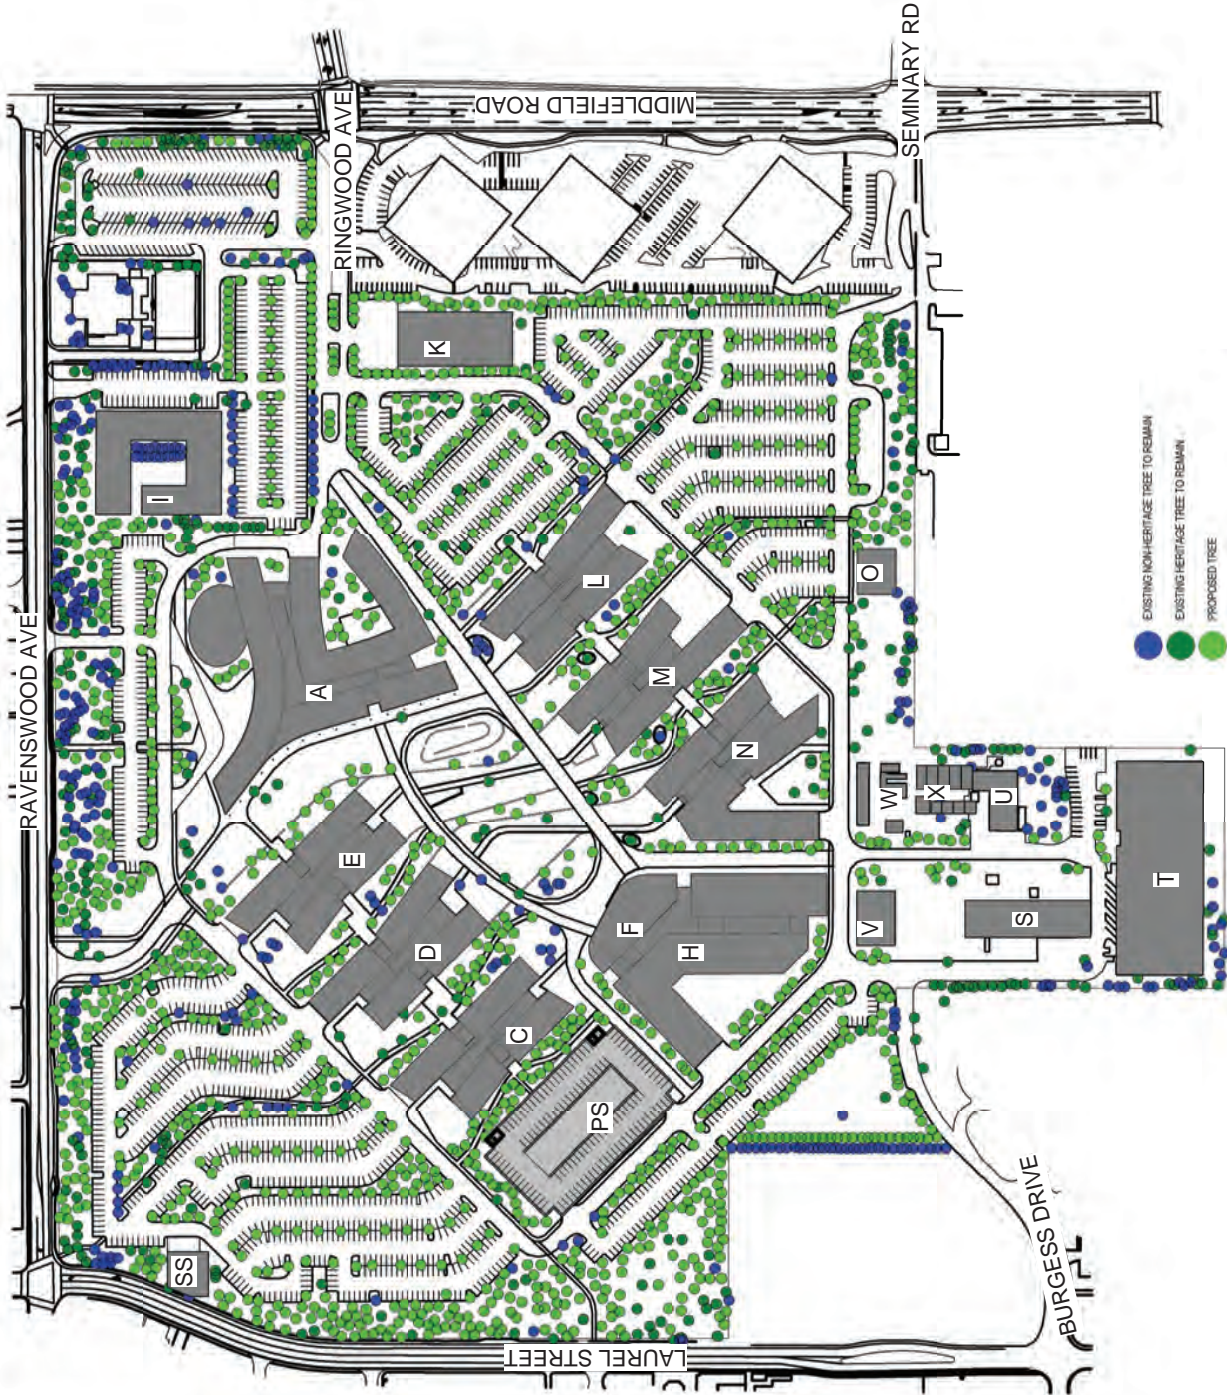 RAVENSWOOD AVE
LAUREL STREET
MIDDLEFIELD ROAD
RINGWOOD AVE
SEMINARY RD
BURGESS DRIVE
SS
I
A
K
E
D
C
PS
F
H
L
M
N
O
V
W
X
U
S
T
EXISTING NON-HERITAGE TREE TO REMAIN
EXISTING HERITAGE TREE TO REMAIN
PROPOSED TREE